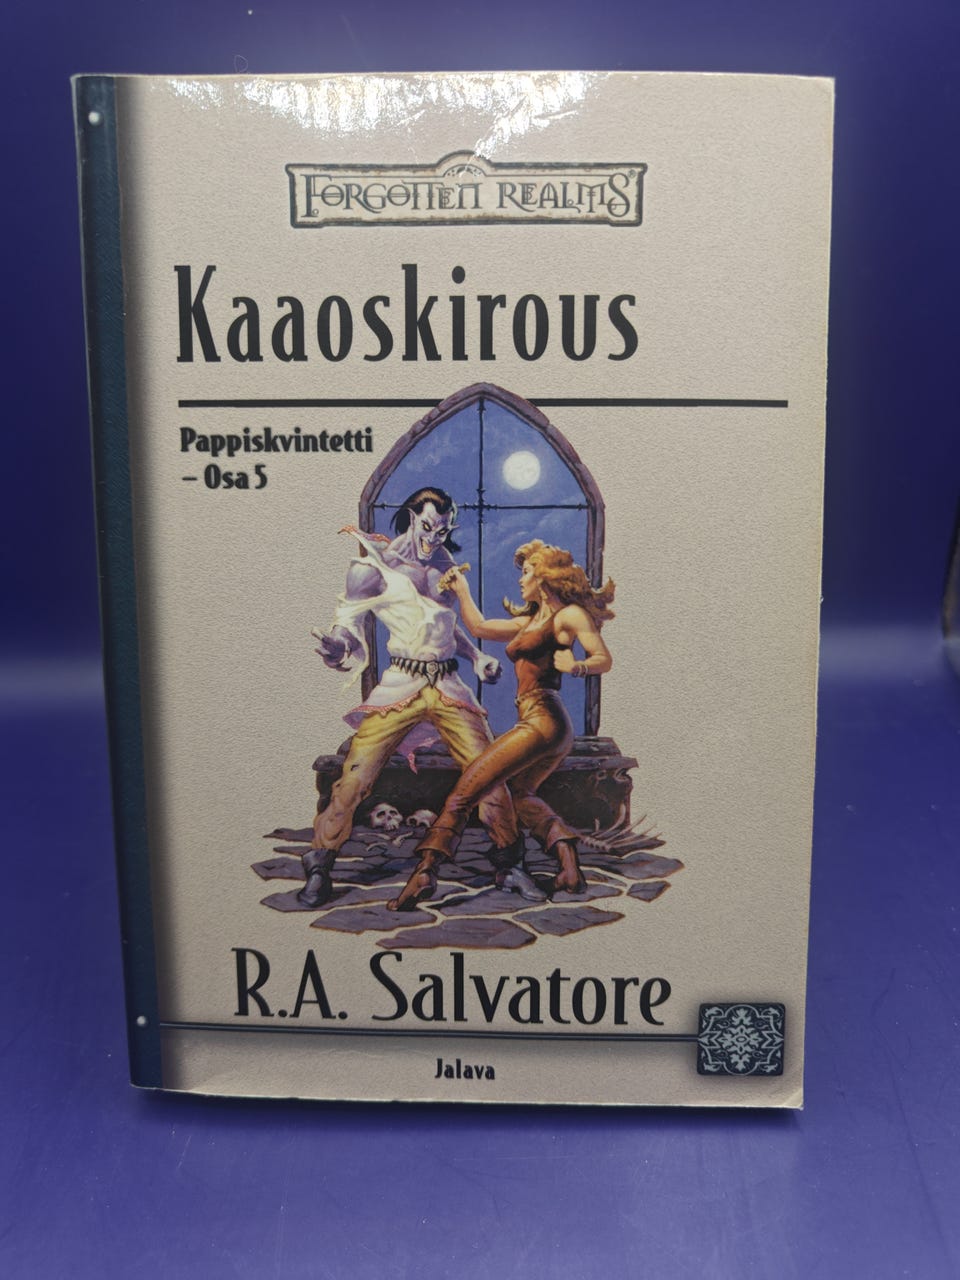 FORGOTTEN REALMS®
Kaaoskirous
Pappiskvintetti
– Osa 5
R.A. Salvatore
Jalava